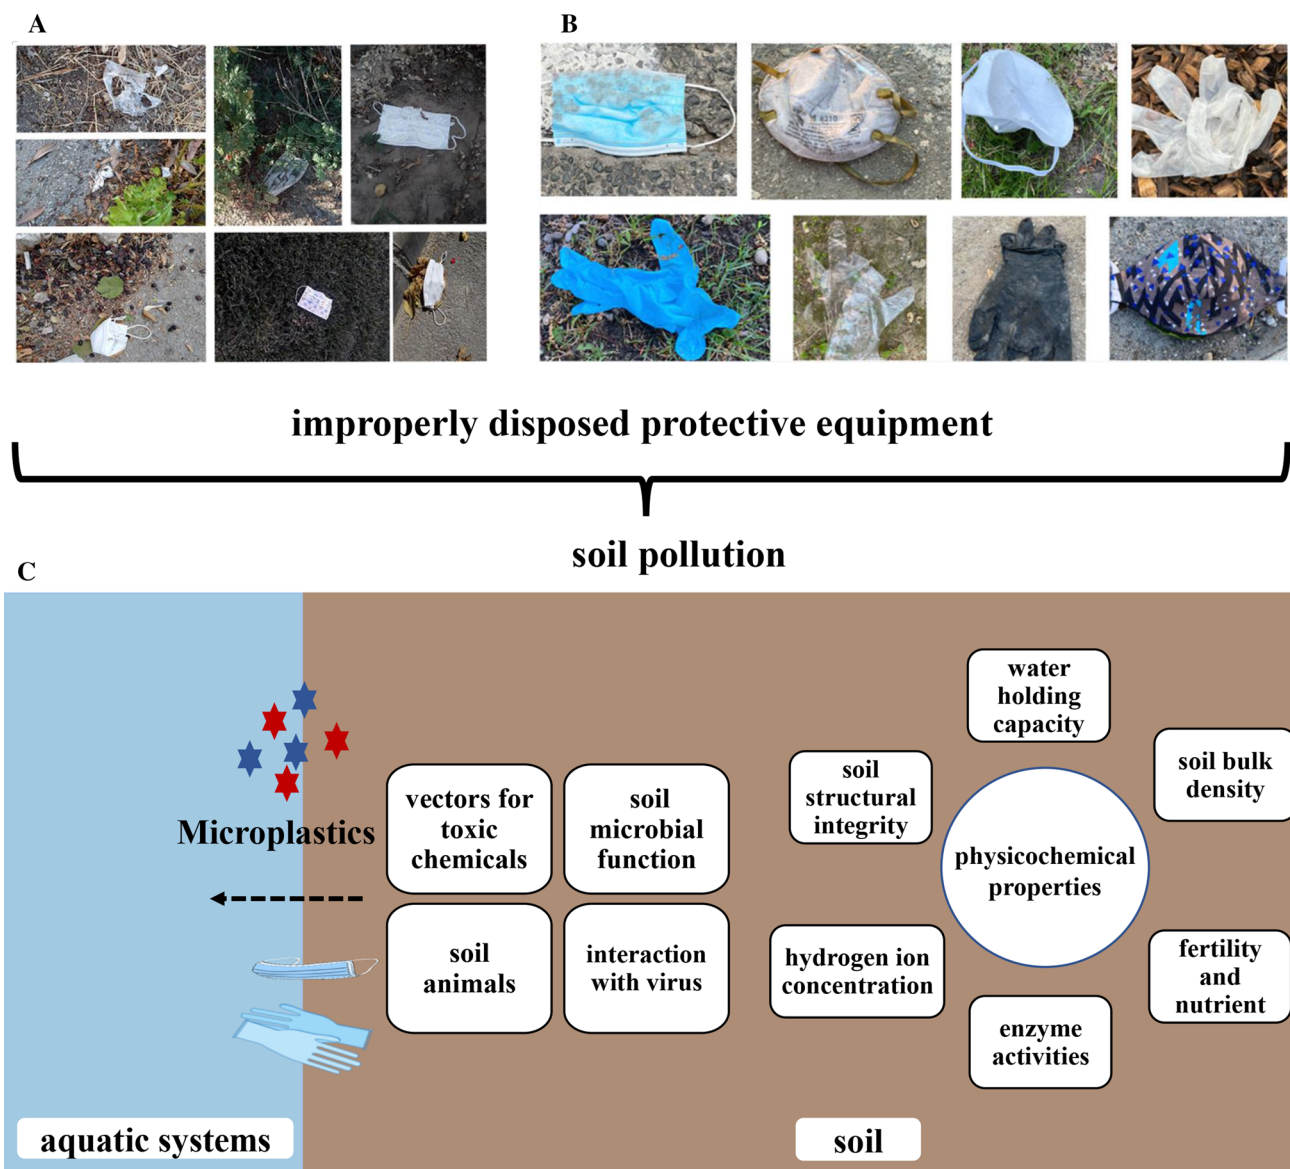 A
B
8210
improperly disposed protective equipment
soil pollution
C
water
holding
capacity
soil bulk
density
soil
structural
integrity
physicochemical
properties
hydrogen ion
concentration
fertility
and
nutrient
enzyme
activities
Microplastics
vectors for
toxic
chemicals
soil
microbial
function
soil
animals
interaction
with virus
aquatic systems
soil